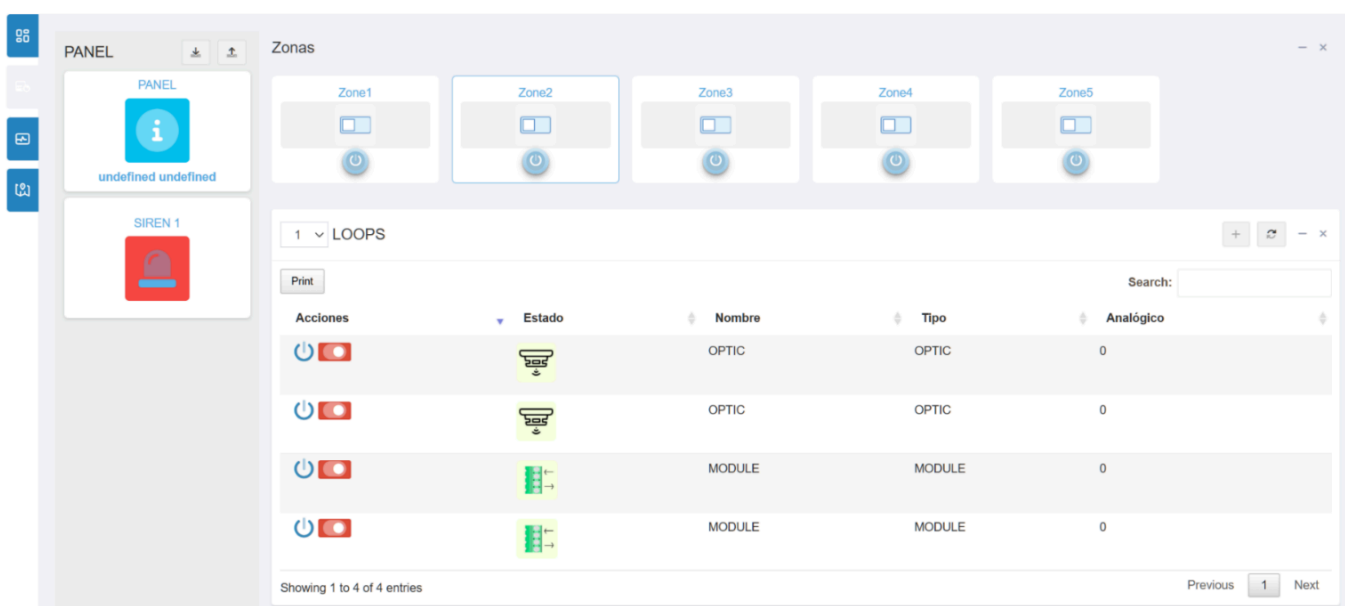 PANEL
PANEL
undefined undefined
SIREN 1
Zonas
Zone1 Zone2 Zone3 Zone4 Zone5
1 LOOPS
Print Search:
Acciones Estado Nombre Tipo Analógico
OPTIC OPTIC 0
OPTIC OPTIC 0
MODULE MODULE 0
MODULE MODULE 0
Showing 1 to 4 of 4 entries Previous 1 Next